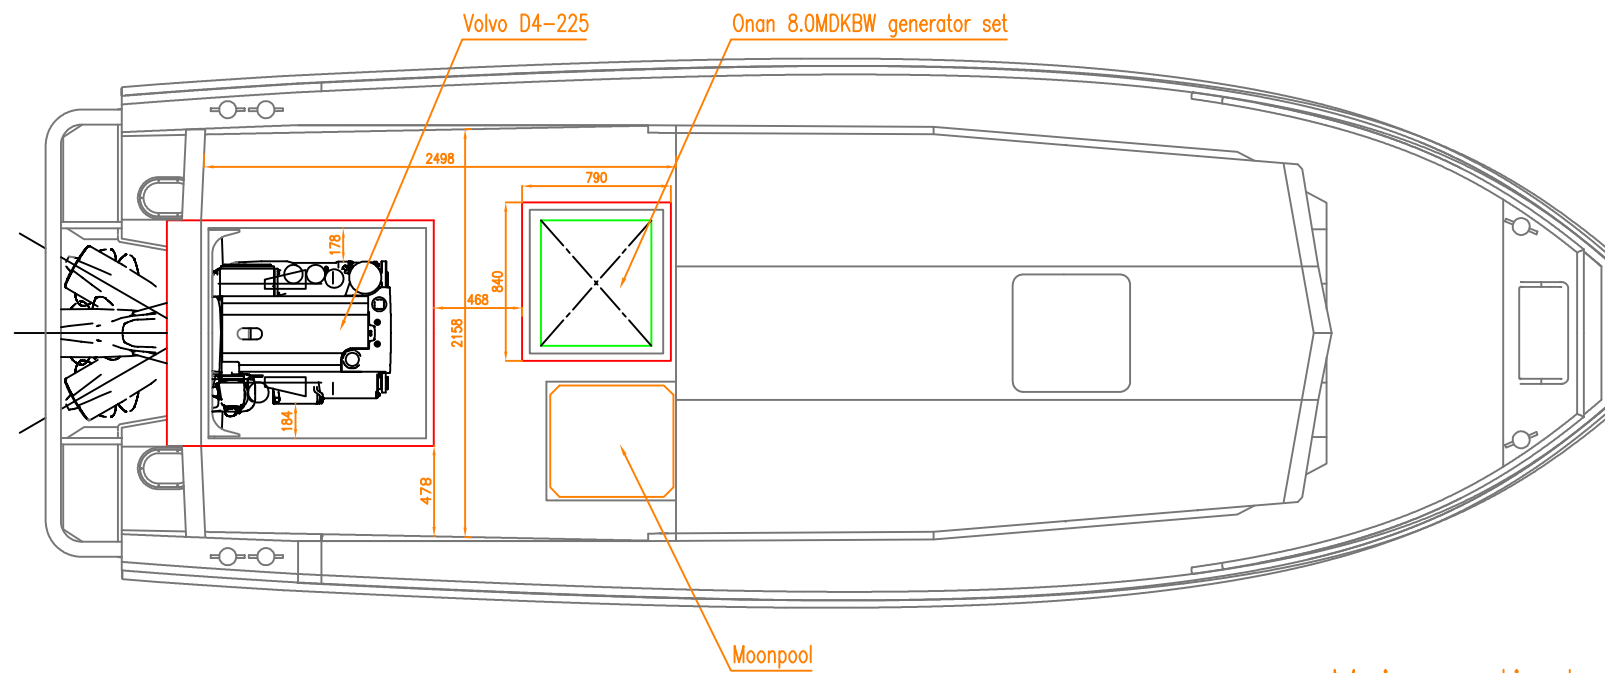 Volvo D4-225
Onan 8.0MDKBW generator set
2498
790
178
840
468
2158
184
478
Moonpool